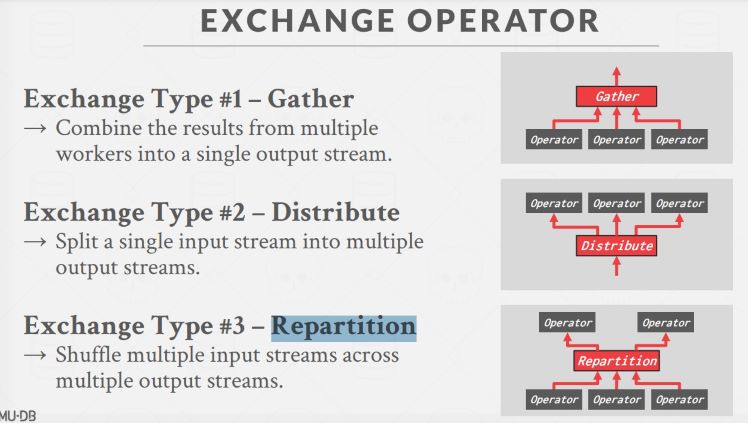 EXCHANGE OPERATOR
Exchange Type #1 – Gather
→ Combine the results from multiple
workers into a single output stream.
Gather
Operator Operator Operator
Exchange Type #2 – Distribute
→ Split a single input stream into multiple
output streams.
Operator Operator Operator
Distribute
Exchange Type #3 – Repartition
→ Shuffle multiple input streams across
multiple output streams.
Operator Operator
Repartition
Operator Operator Operator
MU·DB